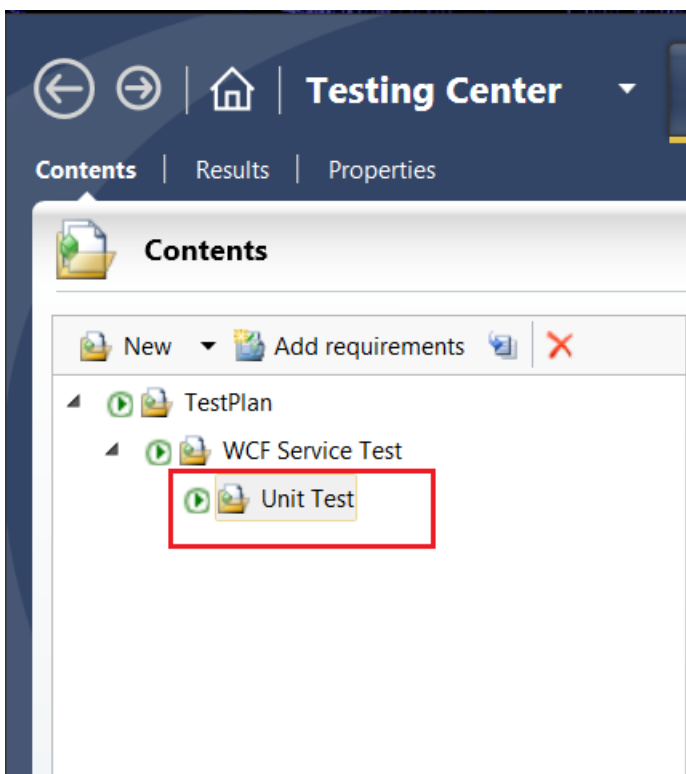 Testing Center
Contents | Results | Properties
Contents
New Add requirements
TestPlan
WCF Service Test
Unit Test